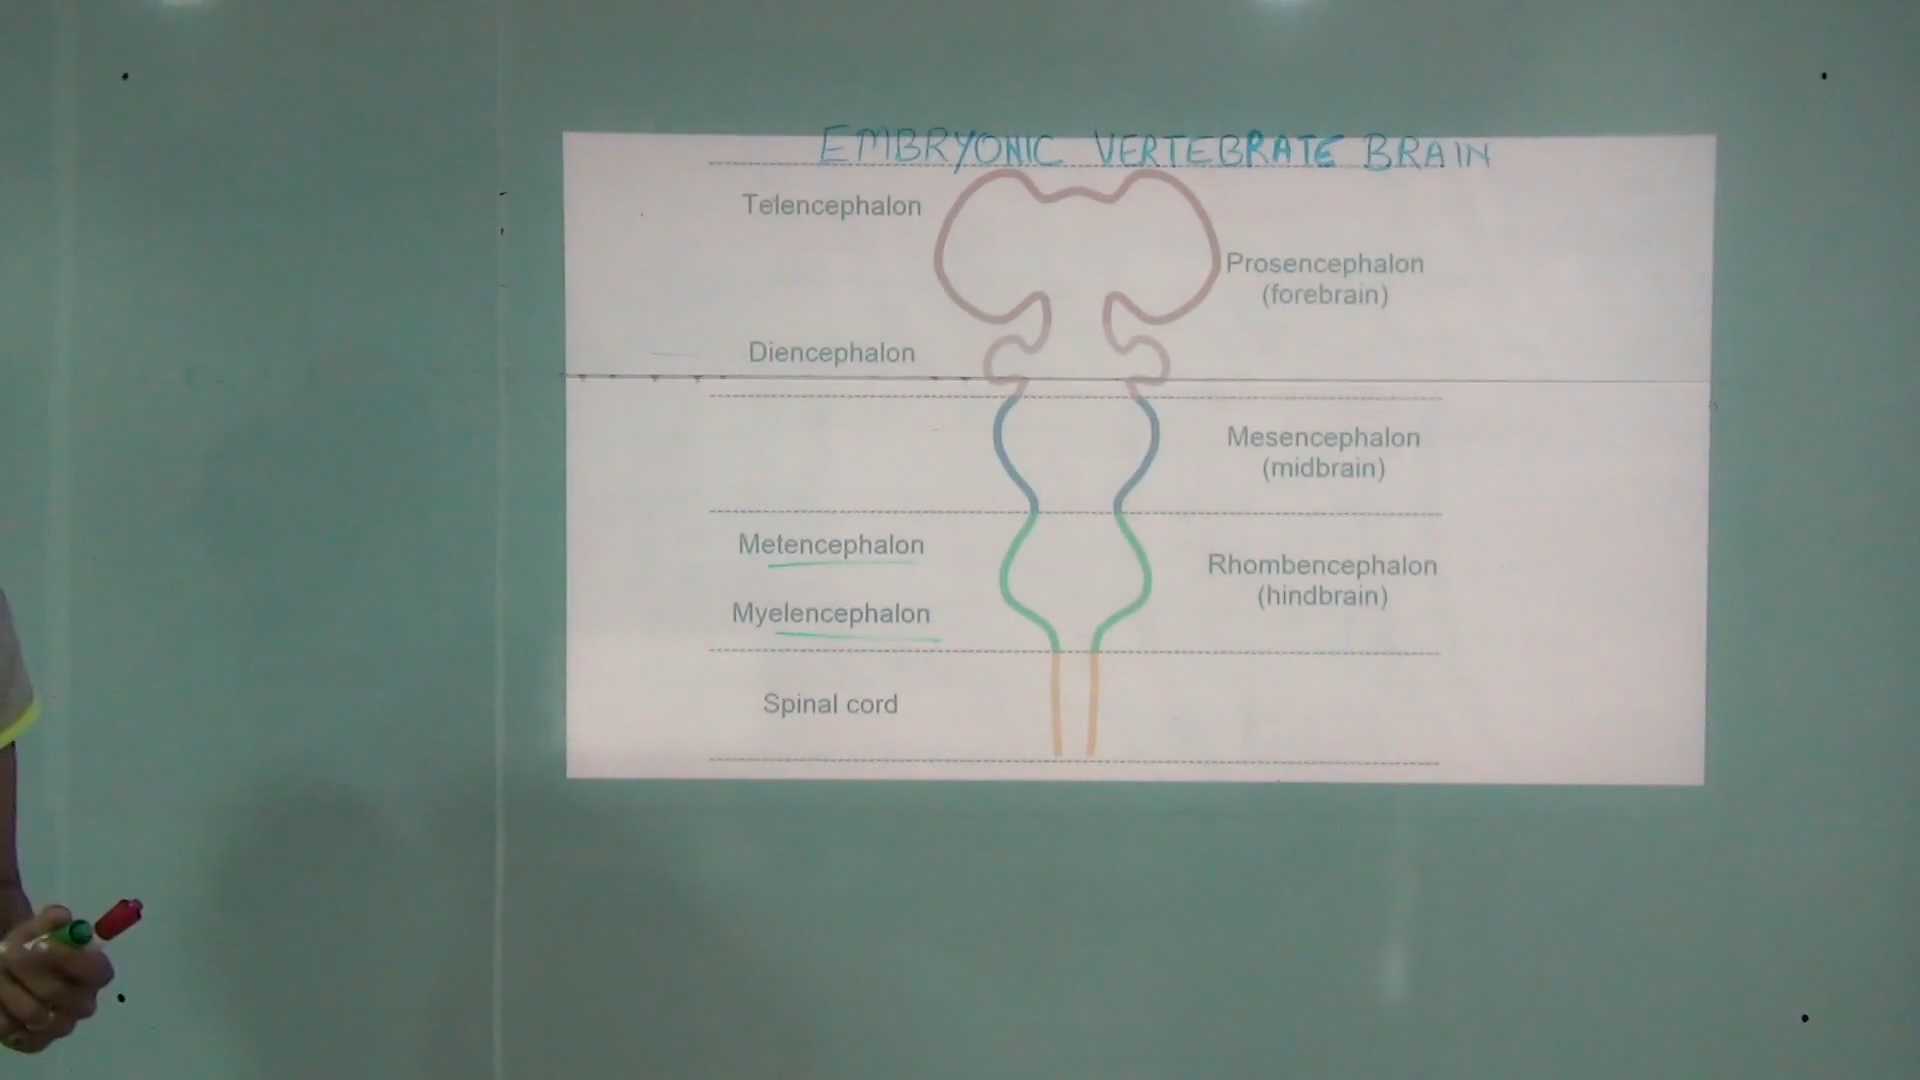 EMBRYONIC VERTEBRATE BRAIN
Telencephalon
Prosencephalon
(forebrain)
Diencephalon
Mesencephalon
(midbrain)
Metencephalon
Rhombencephalon
(hindbrain)
Myelencephalon
Spinal cord